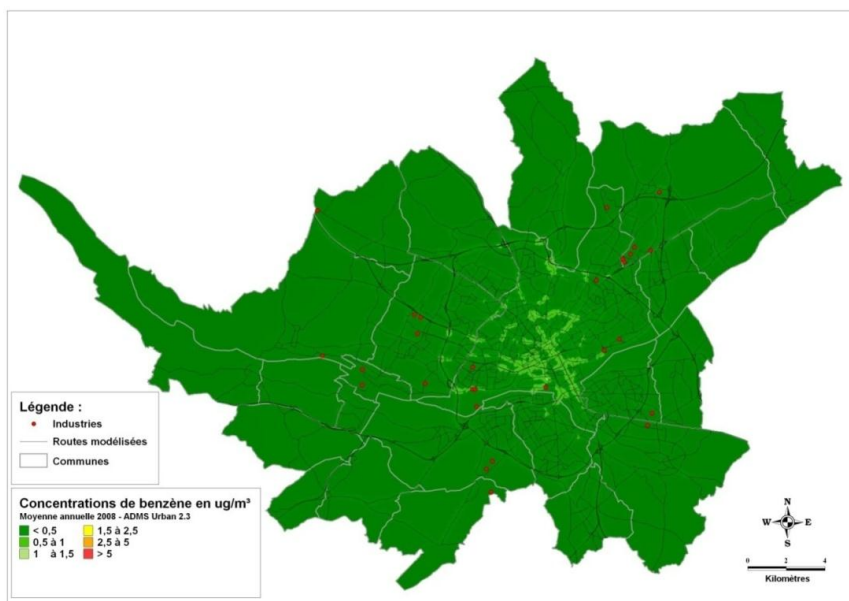 Légende :
Industries
Routes modélisées
Communes
Concentrations de benzène en ug/m³
Moyenne annuelle 2008 - ADMS Urban 2.3
< 0,5
0,5 à 1
1 à 1,5
1,5 à 2,5
2,5 à 5
> 5
N
W E
S
0 2 4
Kilomètres